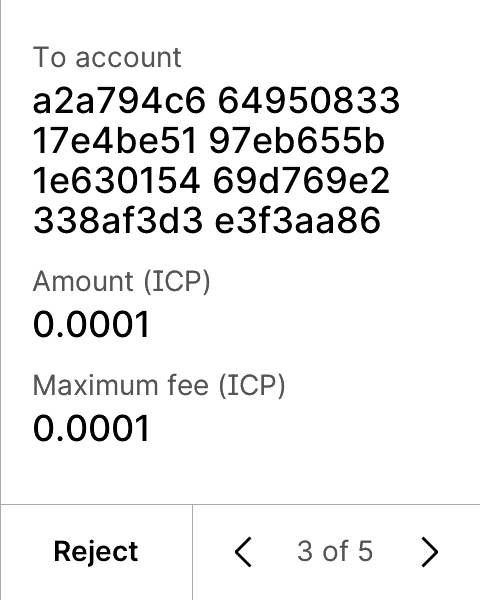 To account
a2a794c6 64950833
17e4be51 97eb655b
1e630154 69d769e2
338af3d3 e3f3aa86
Amount (ICP)
0.0001
Maximum fee (ICP)
0.0001
Reject
3 of 5